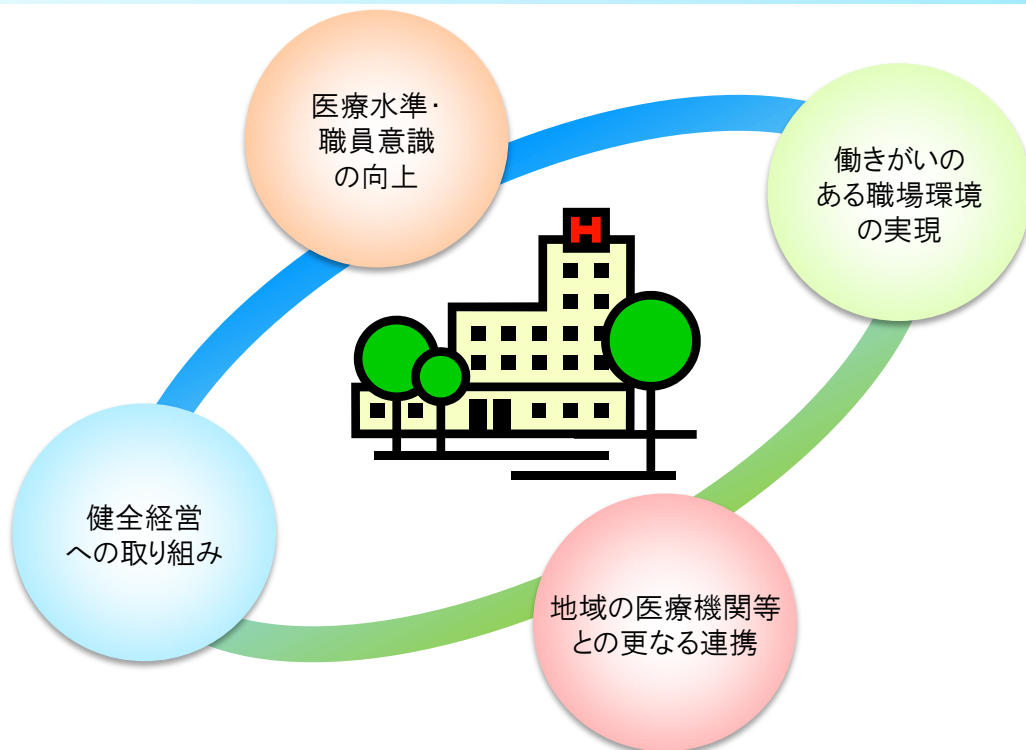 医療水準・
職員意識
の向上
働きがいの
ある職場環境
の実現
H
健全経営
への取り組み
地域の医療機関等
との更なる連携